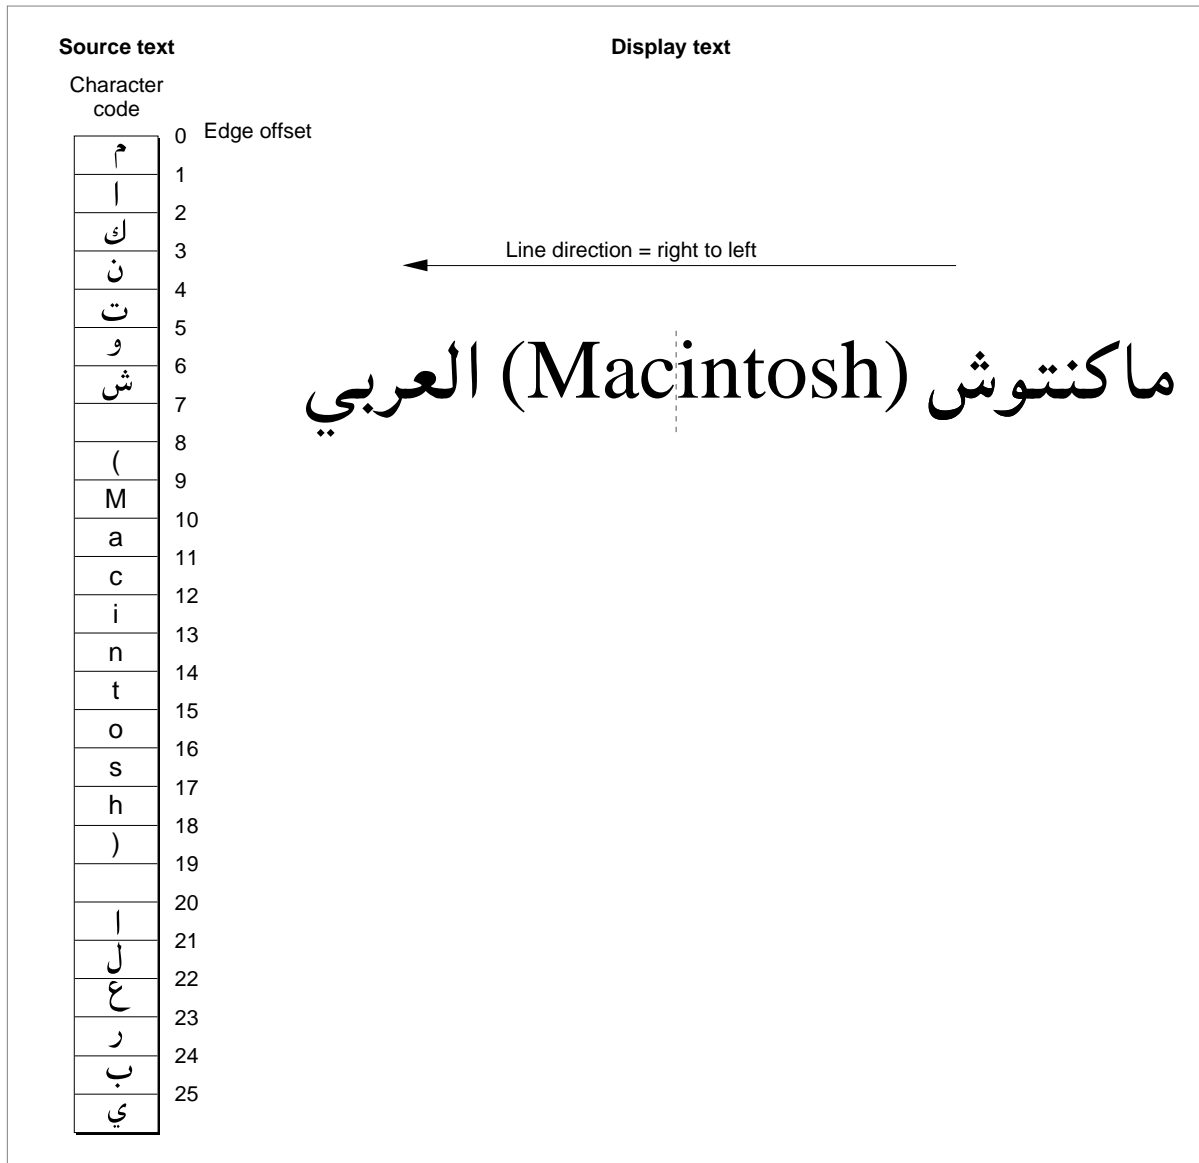 Source text
Display text
Character
code
0 Edge offset
م
1
ا
2
ك
3
ن
4
ت
5
و
6
ش
7
8
(
9
M
10
a
11
c
12
i
13
n
14
t
15
o
16
s
17
h
18
)
19
20
ا
21
ل
22
ع
23
ر
24
ب
25
ي
Line direction = right to left
ماكنتوش (Macintosh) العربي